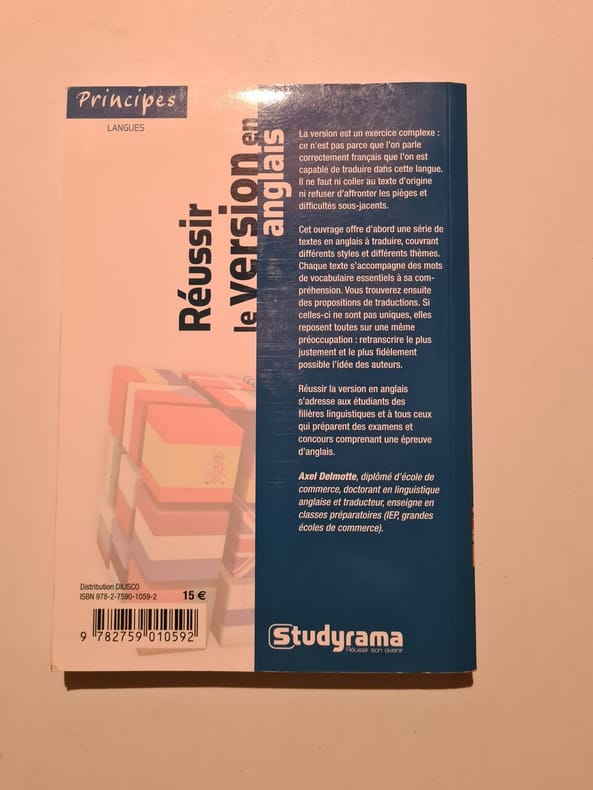 Principes
LANGUES
Réussir
le version en
anglais
La version est un exercice complexe :
ce n'est pas parce que l'on parle
correctement français que l'on est
capable de traduire dans cette langue.
Il ne faut ni coller au texte d'origine
ni refuser d'affronter les pièges et
difficultés sous-jacents.
Cet ouvrage offre d'abord une série de
textes en anglais à traduire, couvrant
différents styles et différents thèmes.
Chaque texte s'accompagne des mots
de vocabulaire essentiels à sa com-
préhension. Vous trouverez ensuite
des propositions de traductions. Si
celles-ci ne sont pas uniques, elles
reposent toutes sur une même
préoccupation : retranscrire le plus
justement et le plus fidèlement
possible l'idée des auteurs.
Réussir la version en anglais
s'adresse aux étudiants des
filières linguistiques et à tous ceux
qui préparent des examens et
concours comprenant une épreuve
d'anglais.
Axel Delmotte, diplômé d'école de
commerce, doctorant en linguistique
anglaise et traducteur, enseigne en
classes préparatoires (IEP, grandes
écoles de commerce).
Distribution DILISCO
ISBN 978-2-7590-1059-2
15 €
9 782759 010592
Studyrama
Réussir son avenir